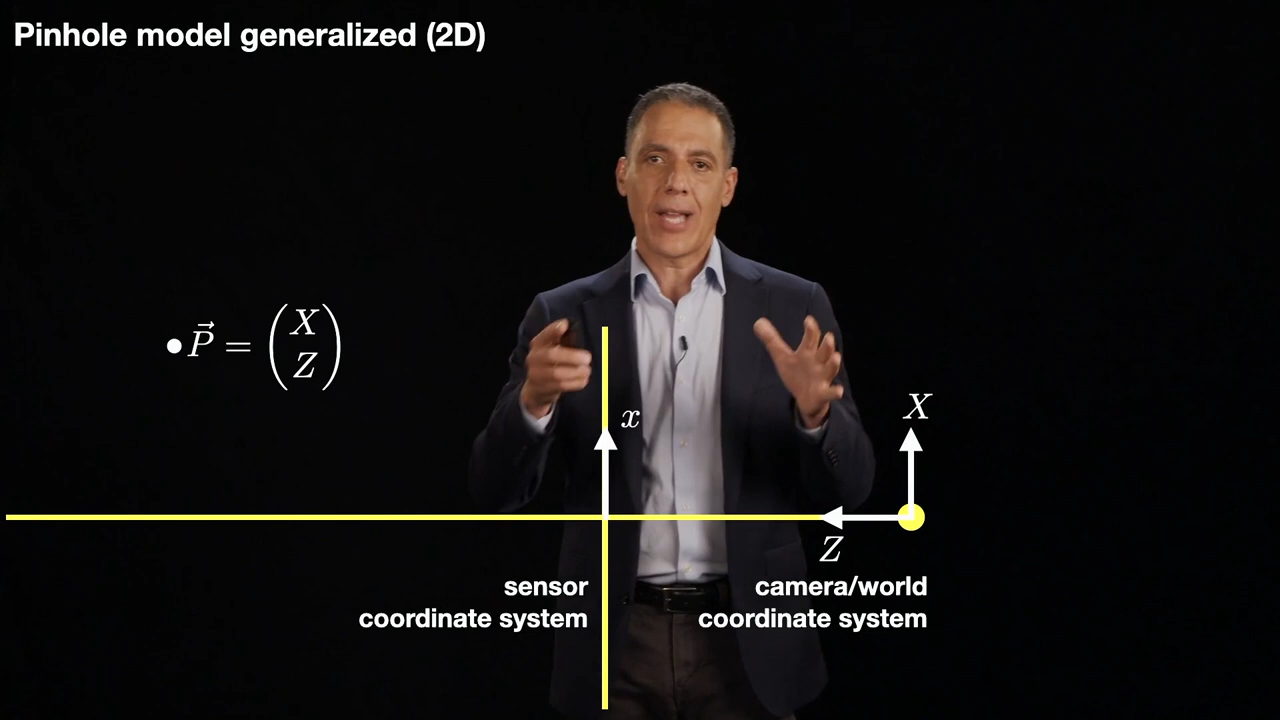 Pinhole model generalized (2D)
P⃗ = (X
Z)
x
X
Z
sensor
coordinate system
camera/world
coordinate system